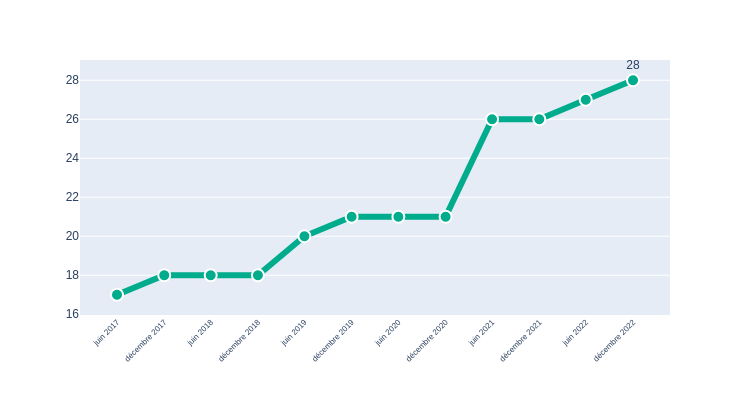 28
28
26
24
22
20
18
16
juin 2017
décembre 2017
juin 2018
décembre 2018
juin 2019
décembre 2019
juin 2020
décembre 2020
juin 2021
décembre 2021
juin 2022
décembre 2022